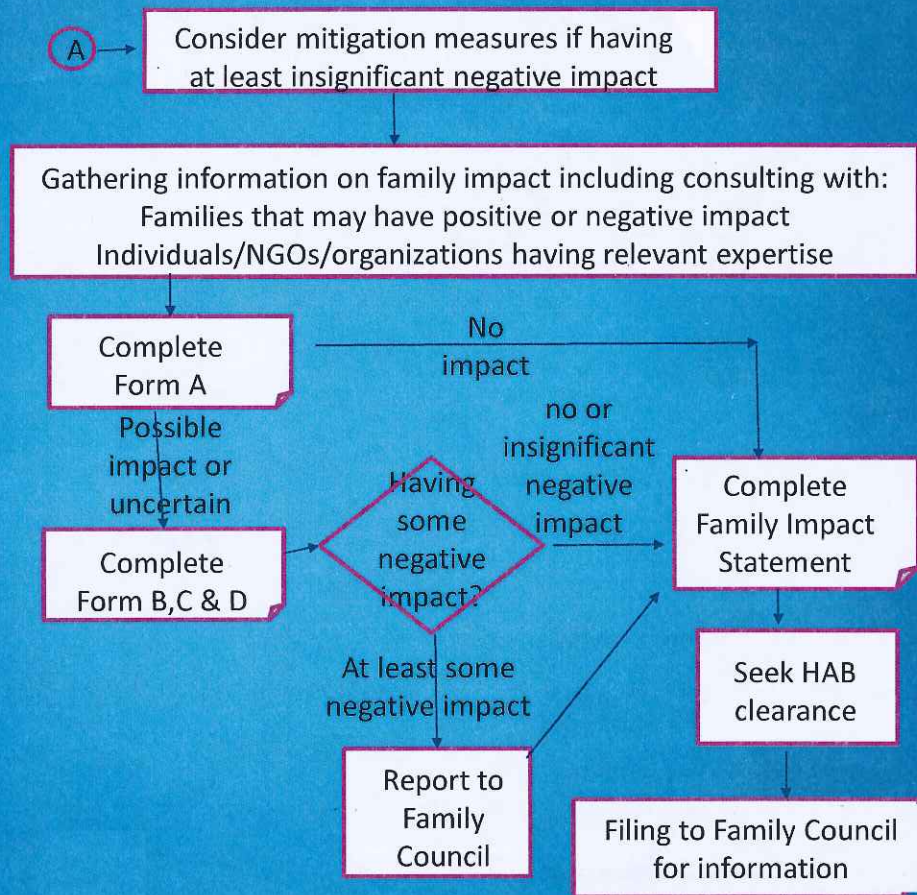 A
Consider mitigation measures if having
at least insignificant negative impact
Gathering information on family impact including consulting with:
Families that may have positive or negative impact
Individuals/NGOs/organizations having relevant expertise
Complete
Form A
No
impact
Possible
impact or
uncertain
no or
insignificant
negative
impact
Having
some
negative
impact?
Complete
Family Impact
Statement
Complete
Form B,C & D
At least some
negative impact
Seek HAB
clearance
Report to
Family
Council
Filing to Family Council
for information